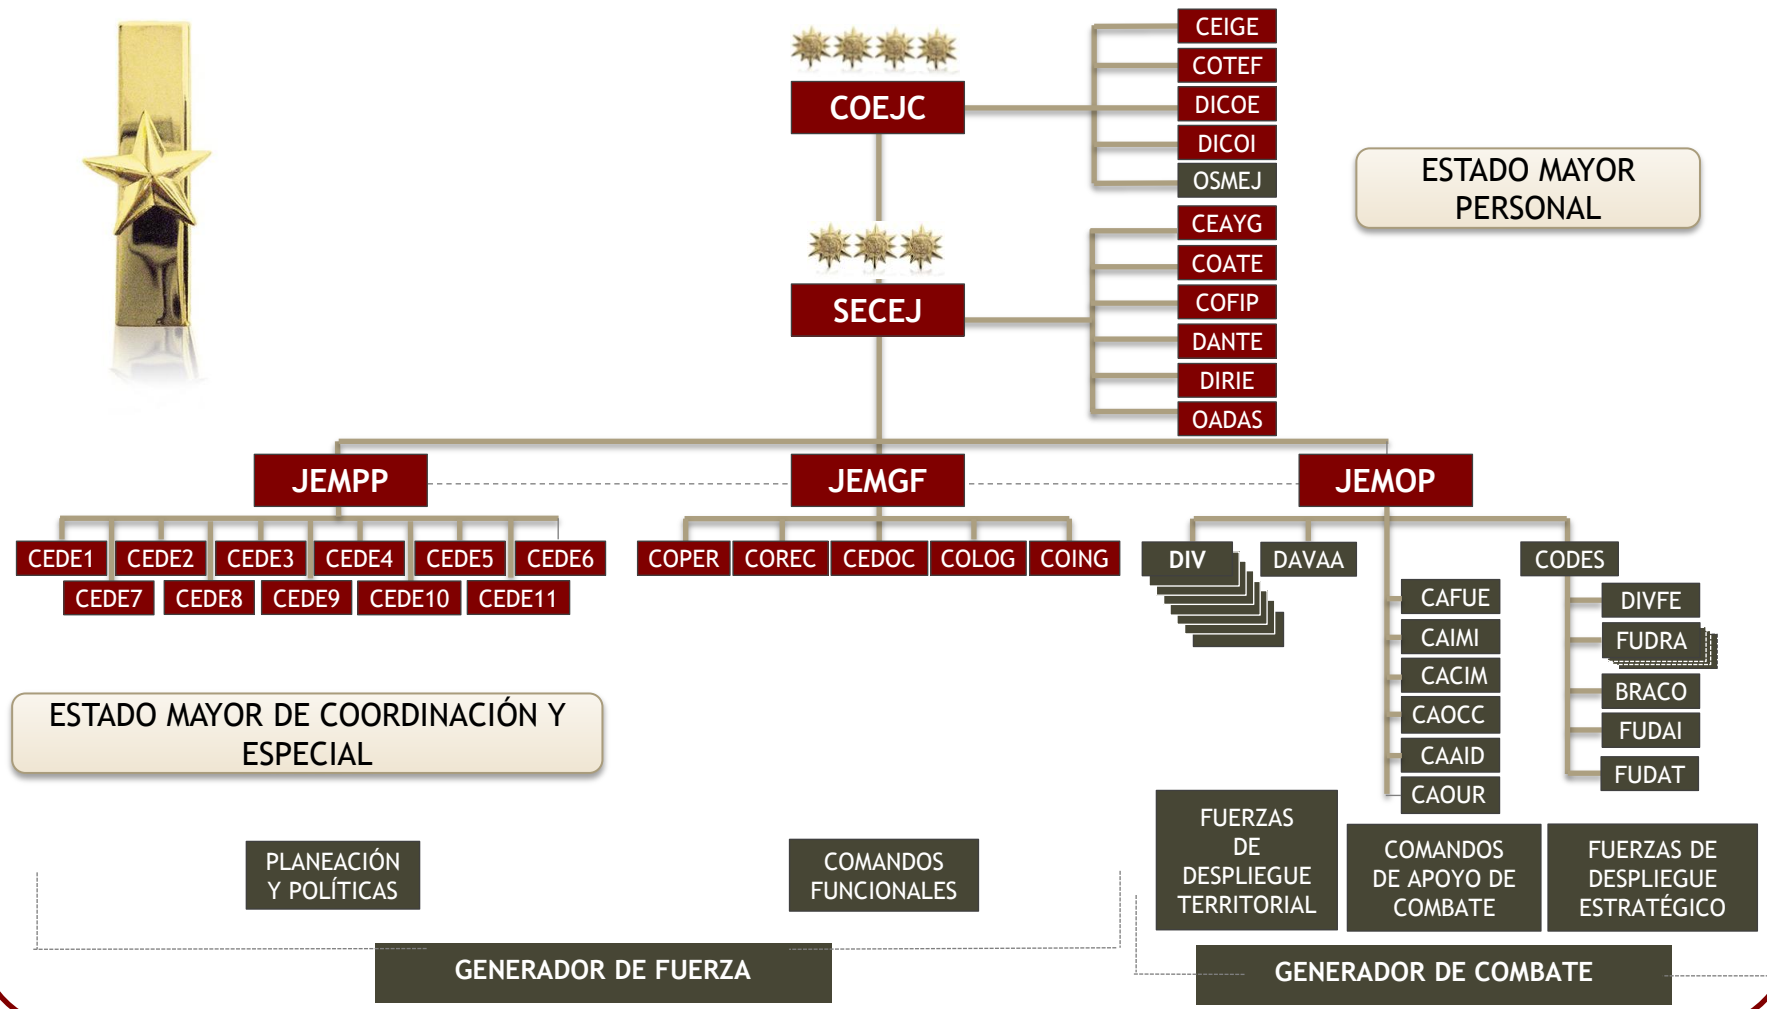 CEIGE
COTEF
COEJC
DICOE
DICOI
OSMEJ
ESTADO MAYOR
PERSONAL
CEAYG
COATE
COFIP
SECEJ
DANTE
DIRIE
OADAS
JEMPP
JEMGF
JEMOP
CEDE1
CEDE2
CEDE3
CEDE4
CEDE5
CEDE6
CEDE7
CEDE8
CEDE9
CEDE10
CEDE11
COPER
COREC
CEDOC
COLOG
COING
DIV
DAVAA
CODES
CAFUE
CAIMI
CACIM
CAOCC
CAAID
CAOUR
DIVFE
FUDRA
BRACO
FUDAI
FUDAT
ESTADO MAYOR DE COORDINACIÓN Y
ESPECIAL
PLANEACIÓN
Y POLÍTICAS
COMANDOS
FUNCIONALES
FUERZAS
DE
DESPLIEGUE
TERRITORIAL
COMANDOS
DE APOYO DE
COMBATE
FUERZAS DE
DESPLIEGUE
ESTRATÉGICO
GENERADOR DE FUERZA
GENERADOR DE COMBATE